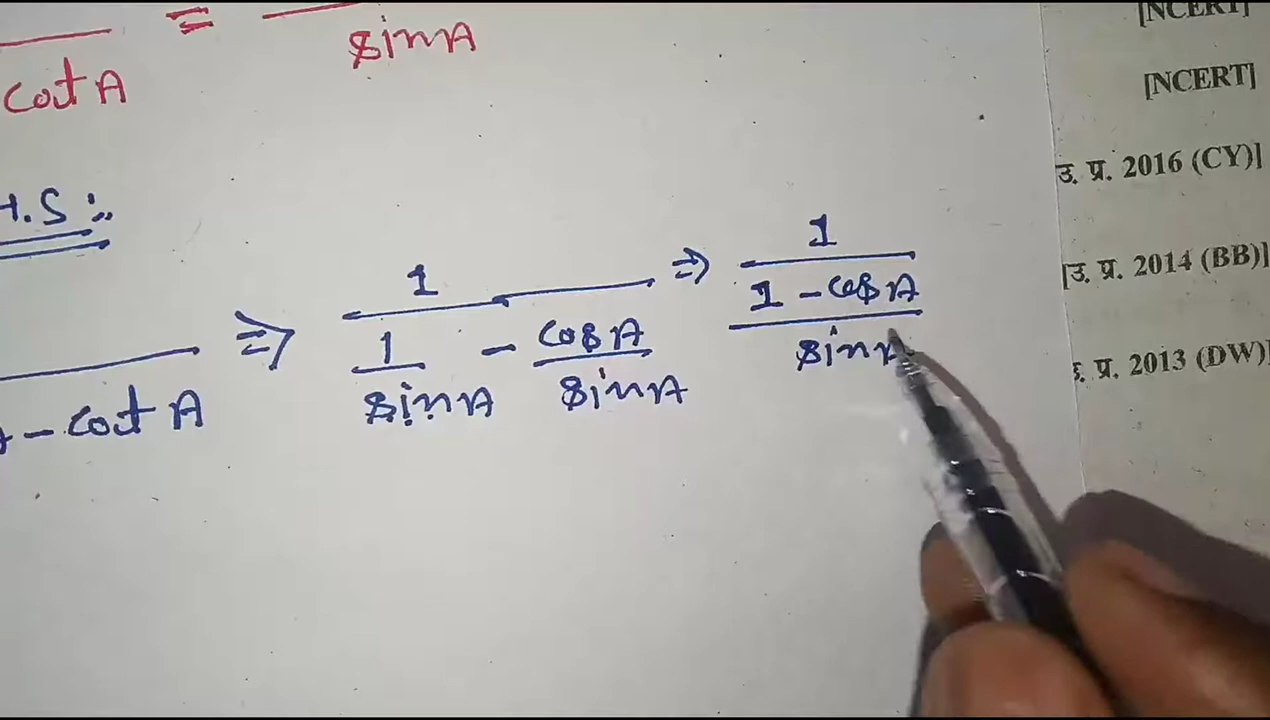 = sinA
cotA
H.S:-
1 1 - cosA
- cotA ⇒ 1/sinA - cosA/sinA ⇒ sinA
[NCERT]
[NCERT]
उ. प्र. 2016 (CY)]
[उ. प्र. 2014 (BB)]
उ. प्र. 2013 (DW)]